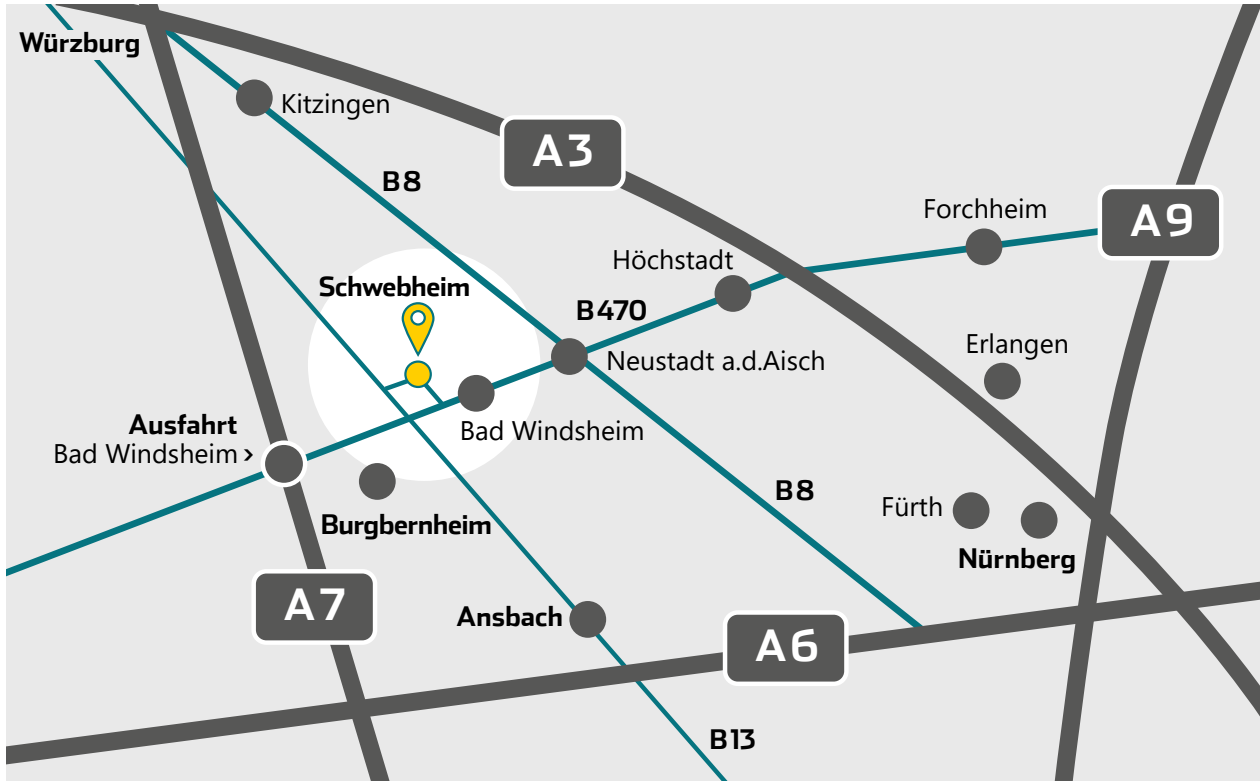 Würzburg
Kitzingen
A3
B8
Forchheim
A9
Höchstadt
Schwebheim
B470
Erlangen
Neustadt a.d.Aisch
Ausfahrt
Bad Windsheim ›
Bad Windsheim
B8
Fürth
Burgbernheim
Nürnberg
A7
Ansbach
A6
B13